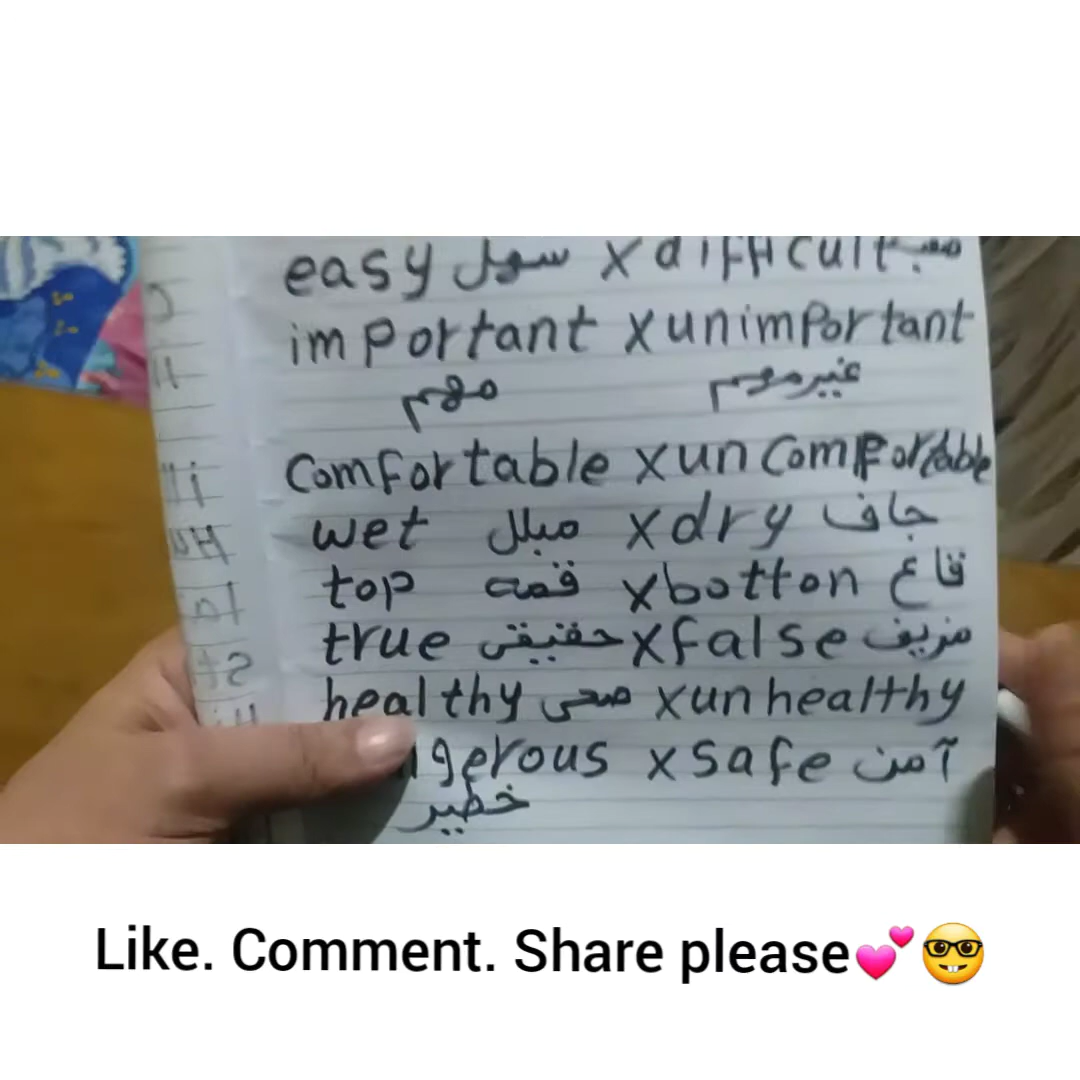 easy سهل x difficult
important x unimportant
مهم غير مهم
Comfortable x uncomfortable
wet مبلل x dry جاف
top قمه x botton قاع
true حقيقى x false مزيف
healthy صحى x unhealthy
x safe آمن
خطير
Like. Comment. Share please💕🤓